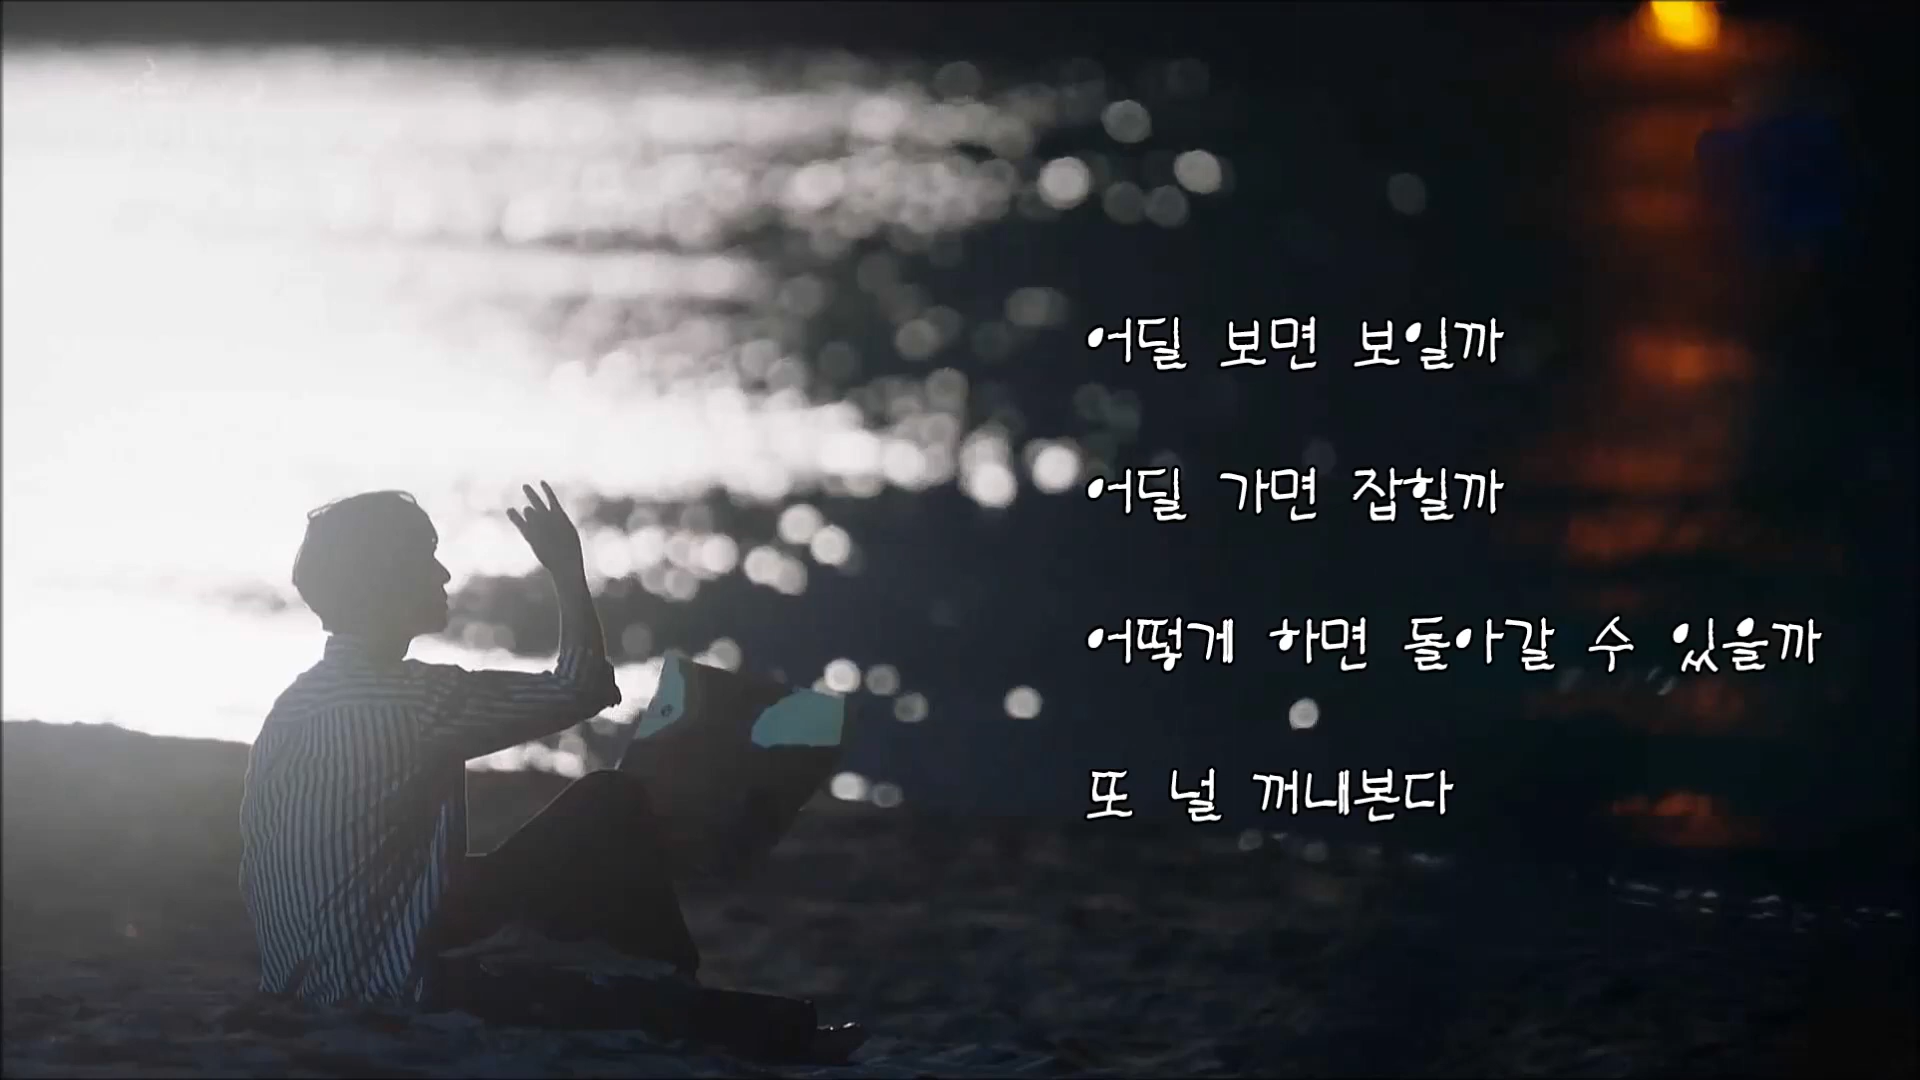 어딜 보면 보일까
어딜 가면 잡힐까
어떻게 하면 돌아갈 수 있을까
또 널 꺼내본다